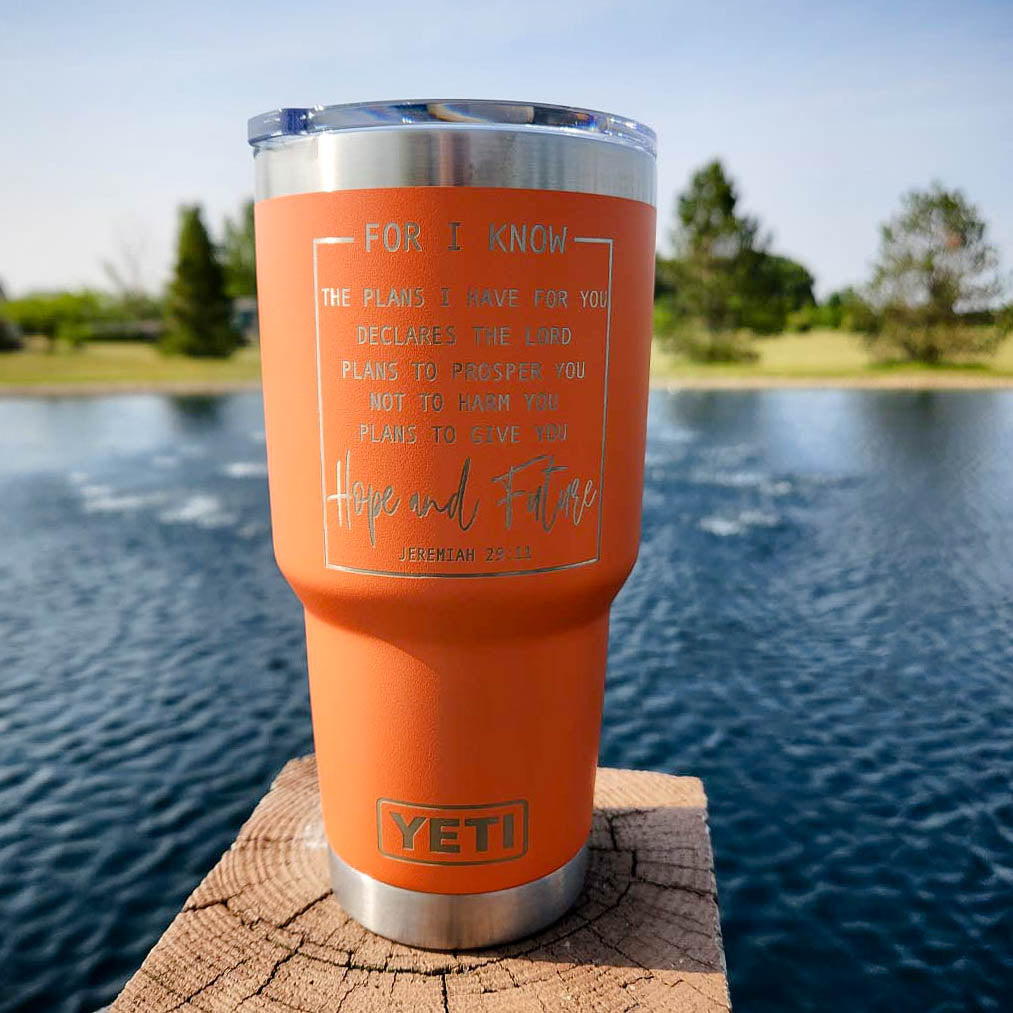 FOR I KNOW
THE PLANS I HAVE FOR YOU
DECLARES THE LORD
PLANS TO PROSPER YOU
NOT TO HARM YOU
PLANS TO GIVE YOU
Hope and Future
JEREMIAH 29:11
YETI